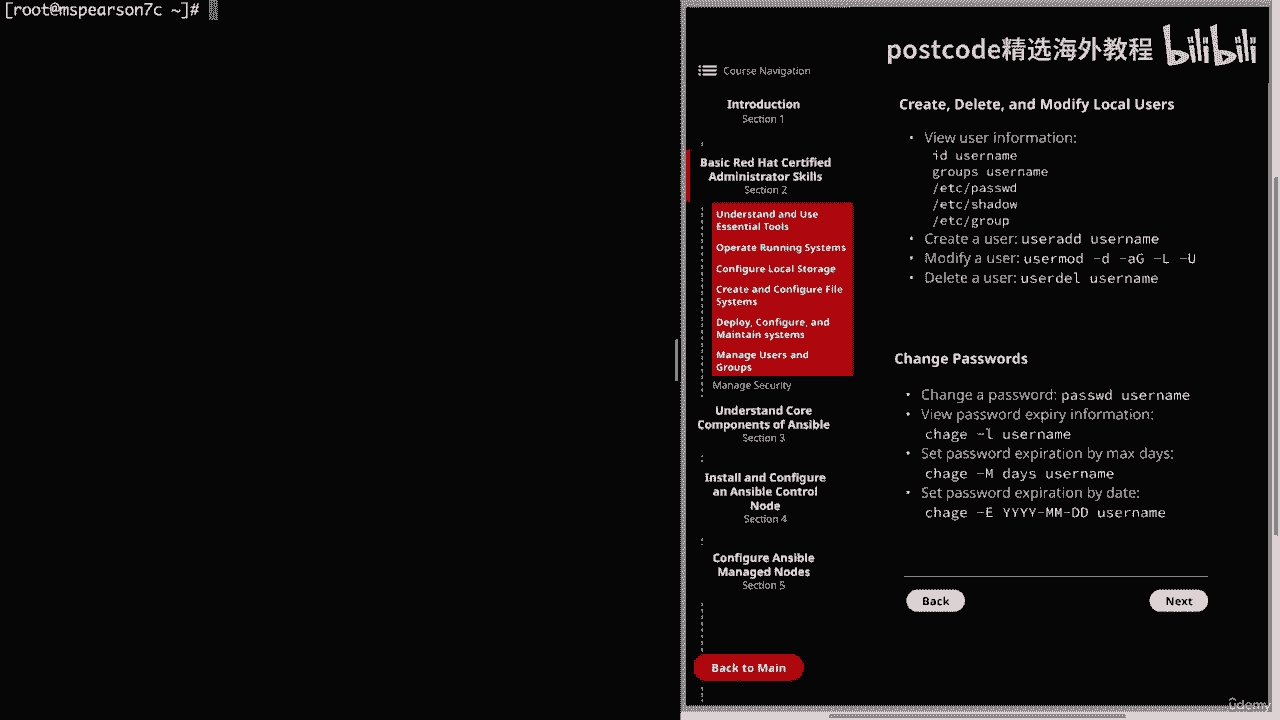 [root@mspearson7c ~]#
postcode精选海外教程 bilibili
Course Navigation
Introduction
Section 1
Basic Red Hat Certified
Administrator Skills
Section 2
Understand and Use
Essential Tools
Operate Running Systems
Configure Local Storage
Create and Configure File
Systems
Deploy, Configure, and
Maintain systems
Manage Users and
Groups
Manage Security
Understand Core
Components of Ansible
Section 3
Install and Configure
an Ansible Control
Node
Section 4
Configure Ansible
Managed Nodes
Section 5
Back to Main
Create, Delete, and Modify Local Users
• View user information:
id username
groups username
/etc/passwd
/etc/shadow
/etc/group
• Create a user: useradd username
• Modify a user: usermod -d -aG -L -U
• Delete a user: userdel username
Change Passwords
• Change a password: passwd username
• View password expiry information:
chage -l username
• Set password expiration by max days:
chage -M days username
• Set password expiration by date:
chage -E YYYY-MM-DD username
Back
Next
ûdemy